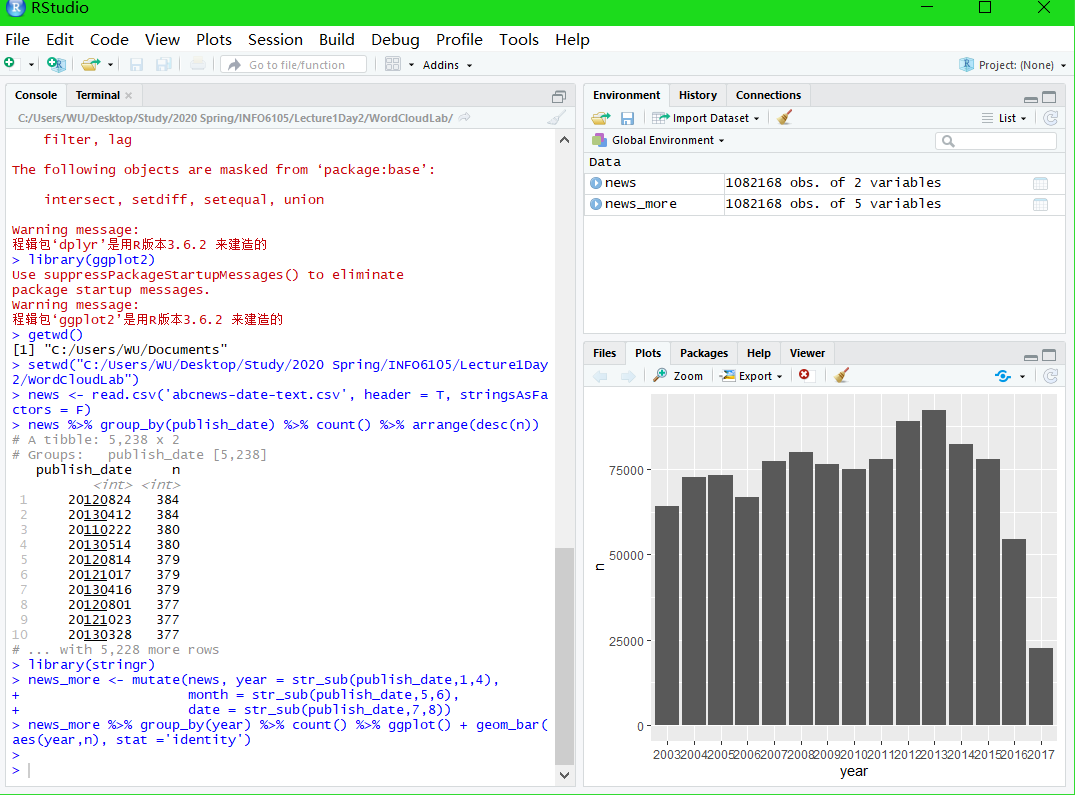 RStudio
File Edit Code View Plots Session Build Debug Profile Tools Help
Go to file/function
Addins
Project: (None)
Console Terminal
C:/Users/WU/Desktop/Study/2020 Spring/INFO6105/Lecture1Day2/WordCloudLab/
filter, lag
The following objects are masked from ‘package:base’:
intersect, setdiff, setequal, union
Warning message:
程辑包‘dplyr’是用R版本3.6.2 来建造的
> library(ggplot2)
Use suppressPackageStartupMessages() to eliminate
package startup messages.
Warning message:
程辑包‘ggplot2’是用R版本3.6.2 来建造的
> getwd()
[1] "C:/Users/WU/Documents"
> setwd("C:/Users/WU/Desktop/Study/2020 Spring/INFO6105/Lecture1Day
2/WordCloudLab")
> news <- read.csv('abcnews-date-text.csv', header = T, stringsAsFa
ctors = F)
> news %>% group_by(publish_date) %>% count() %>% arrange(desc(n))
# A tibble: 5,238 x 2
# Groups:   publish_date [5,238]
publish_date     n
<int> <int>
1     20120824   384
2     20130412   384
3     20110222   380
4     20130514   380
5     20120814   379
6     20121017   379
7     20130416   379
8     20120801   377
9     20121023   377
10     20130328   377
# ... with 5,228 more rows
> library(stringr)
> news_more <- mutate(news, year = str_sub(publish_date,1,4),
+                     month = str_sub(publish_date,5,6),
+                     date = str_sub(publish_date,7,8))
> news_more %>% group_by(year) %>% count() %>% ggplot() + geom_bar(
aes(year,n), stat ='identity')
>
>
Environment History Connections
Import Dataset
List
Global Environment
Data
news 1082168 obs. of 2 variables
news_more 1082168 obs. of 5 variables
Files Plots Packages Help Viewer
Zoom Export
75000
50000
25000
0
n
2003 2004 2005 2006 2007 2008 2009 2010 2011 2012 2013 2014 2015 2016 2017
year